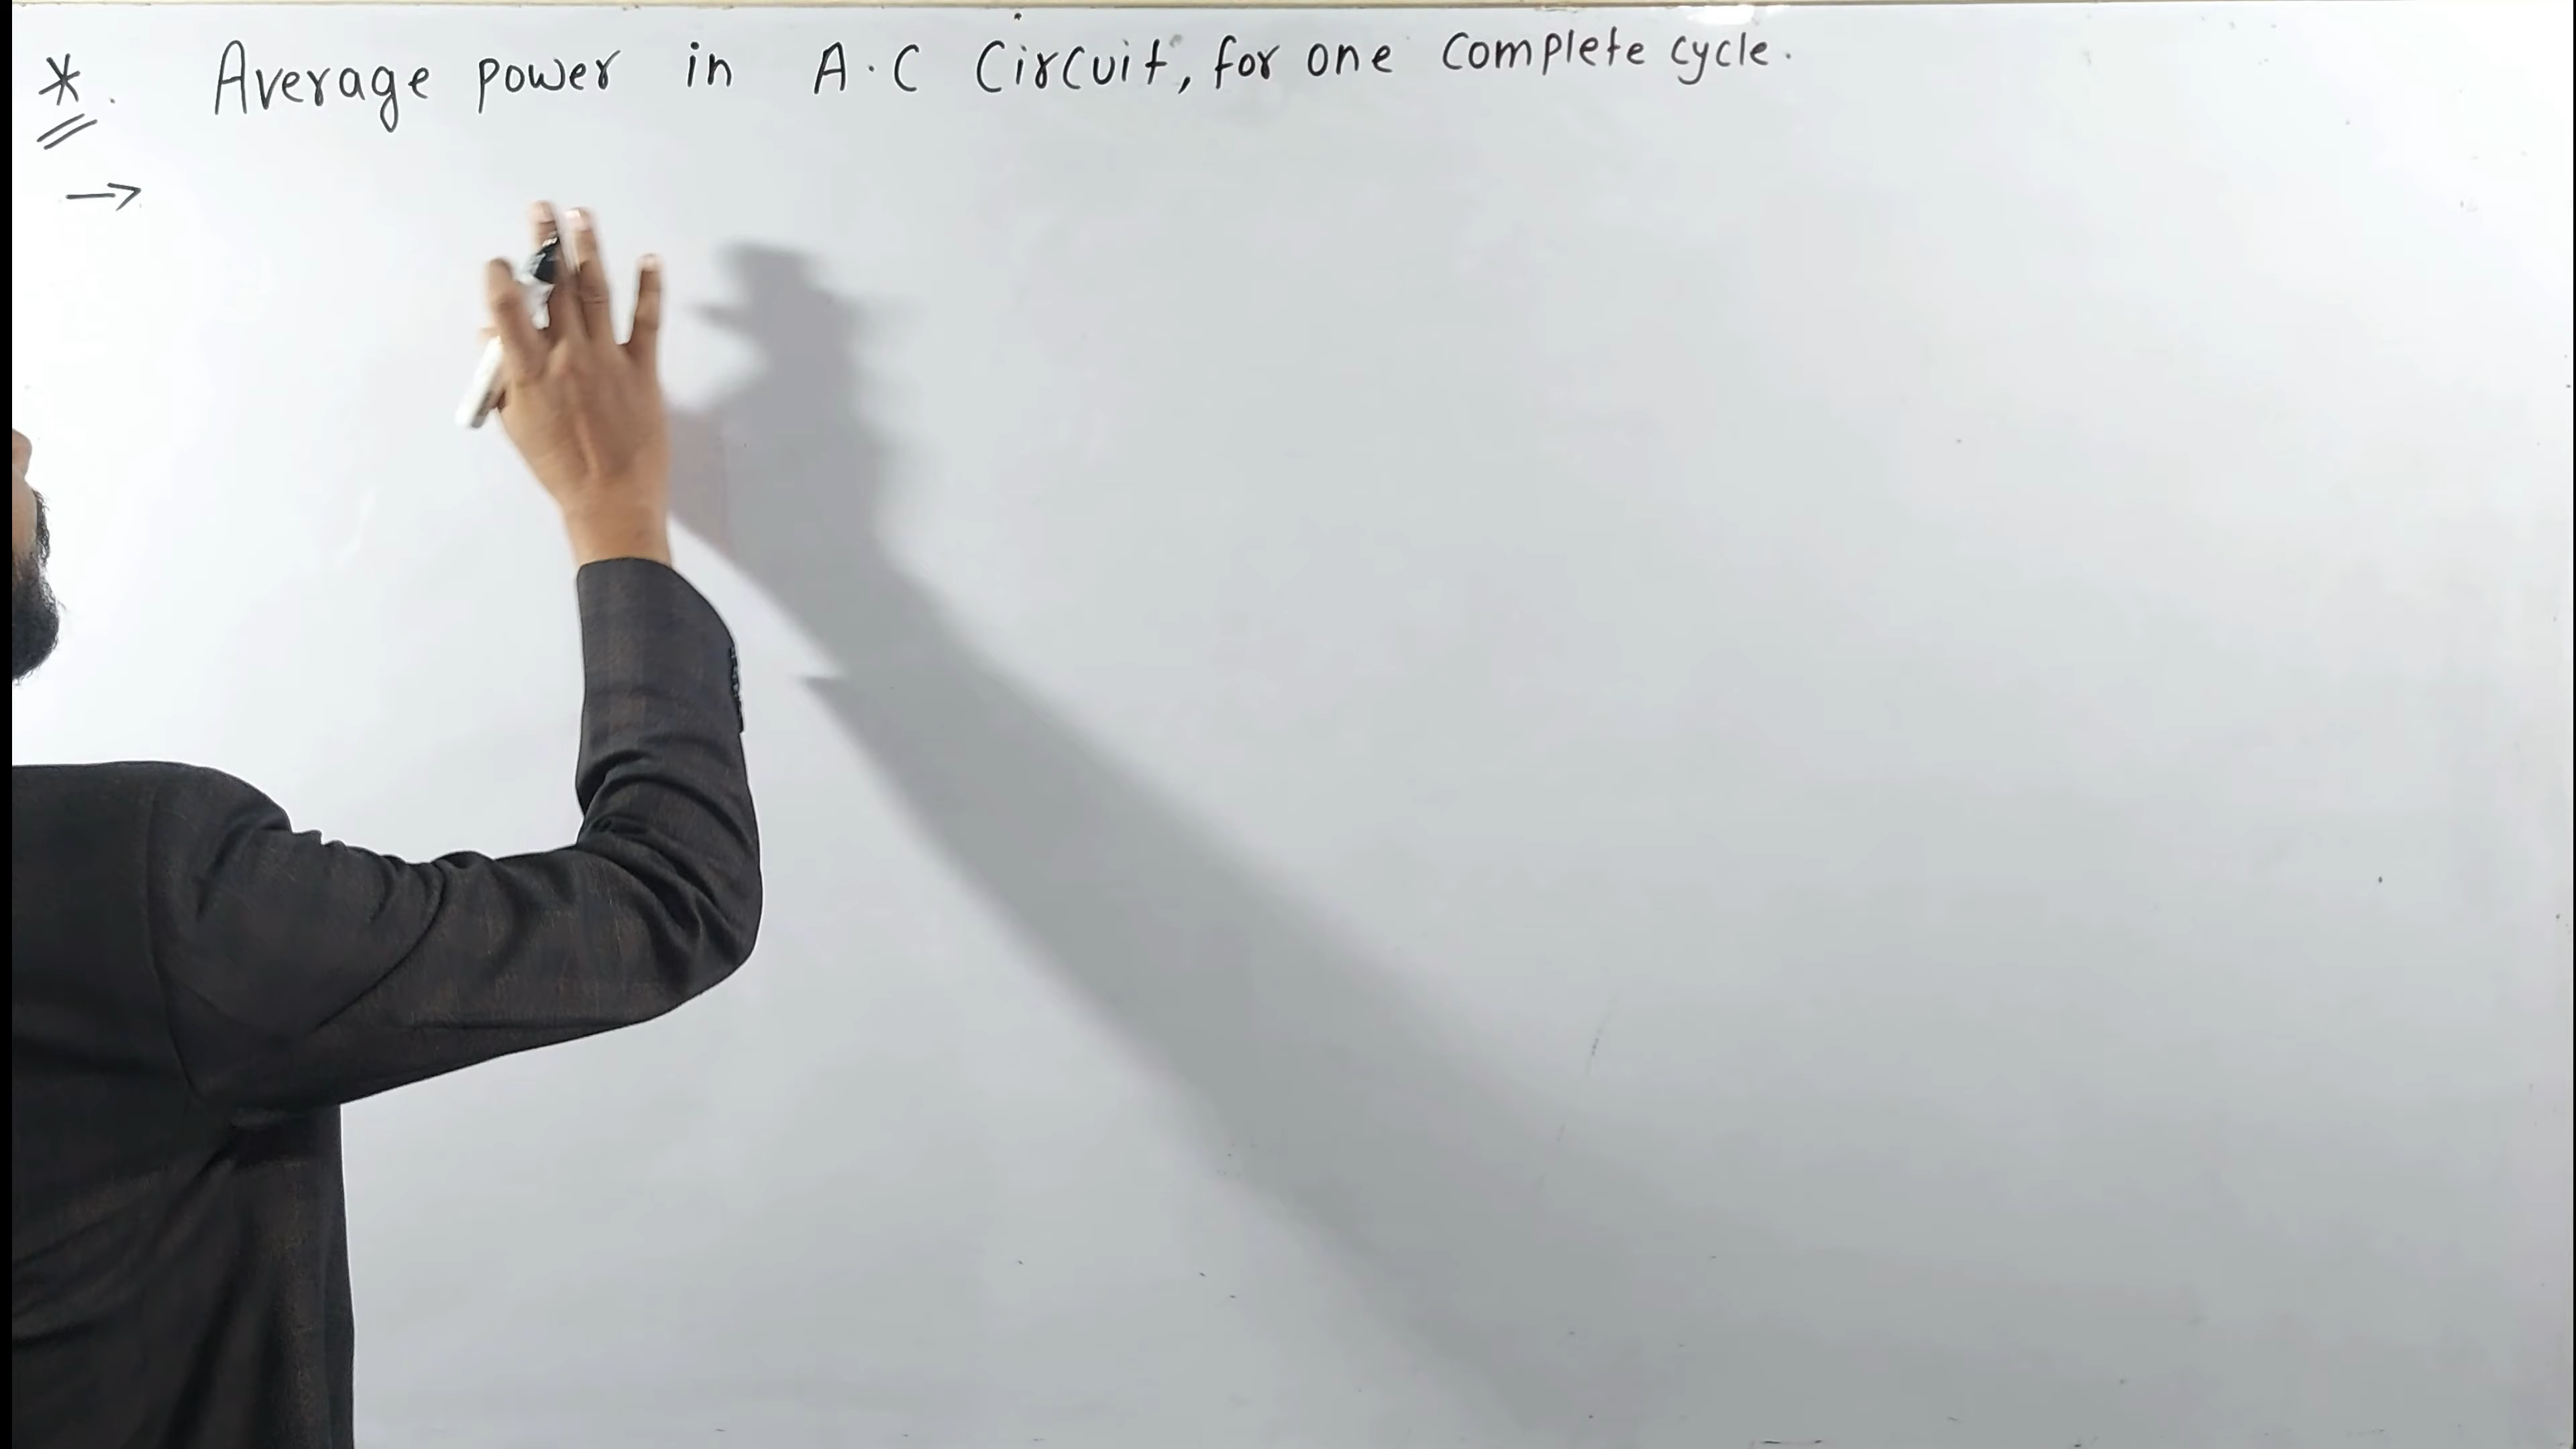 * . Average power in A.C Circuit, for one complete cycle.
→